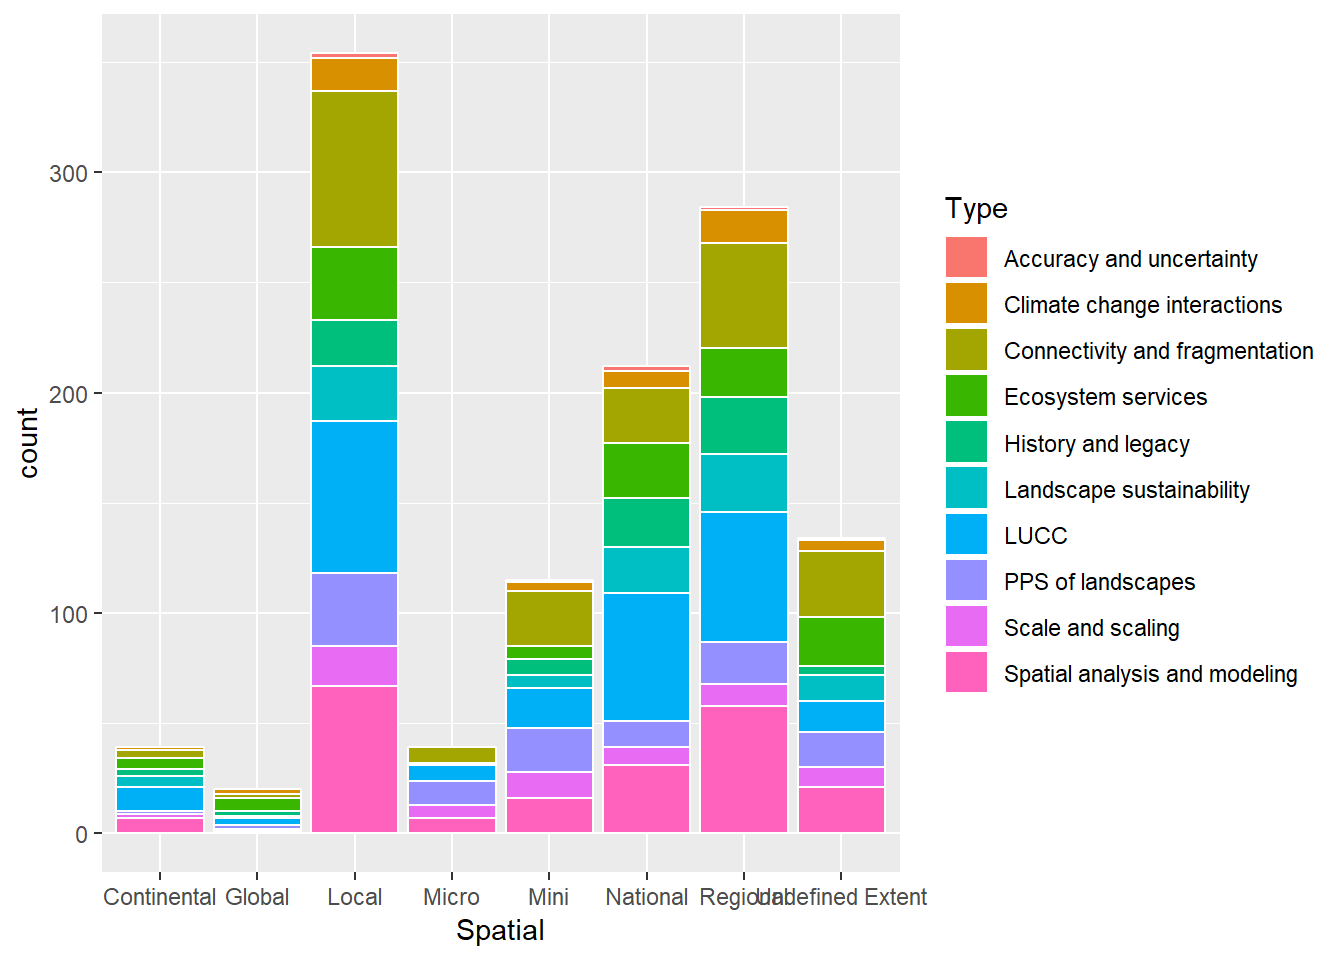 300
200
100
0
count
Continental Global Local Micro Mini National Regional Undefined Extent
Spatial
Type
Accuracy and uncertainty
Climate change interactions
Connectivity and fragmentation
Ecosystem services
History and legacy
Landscape sustainability
LUCC
PPS of landscapes
Scale and scaling
Spatial analysis and modeling